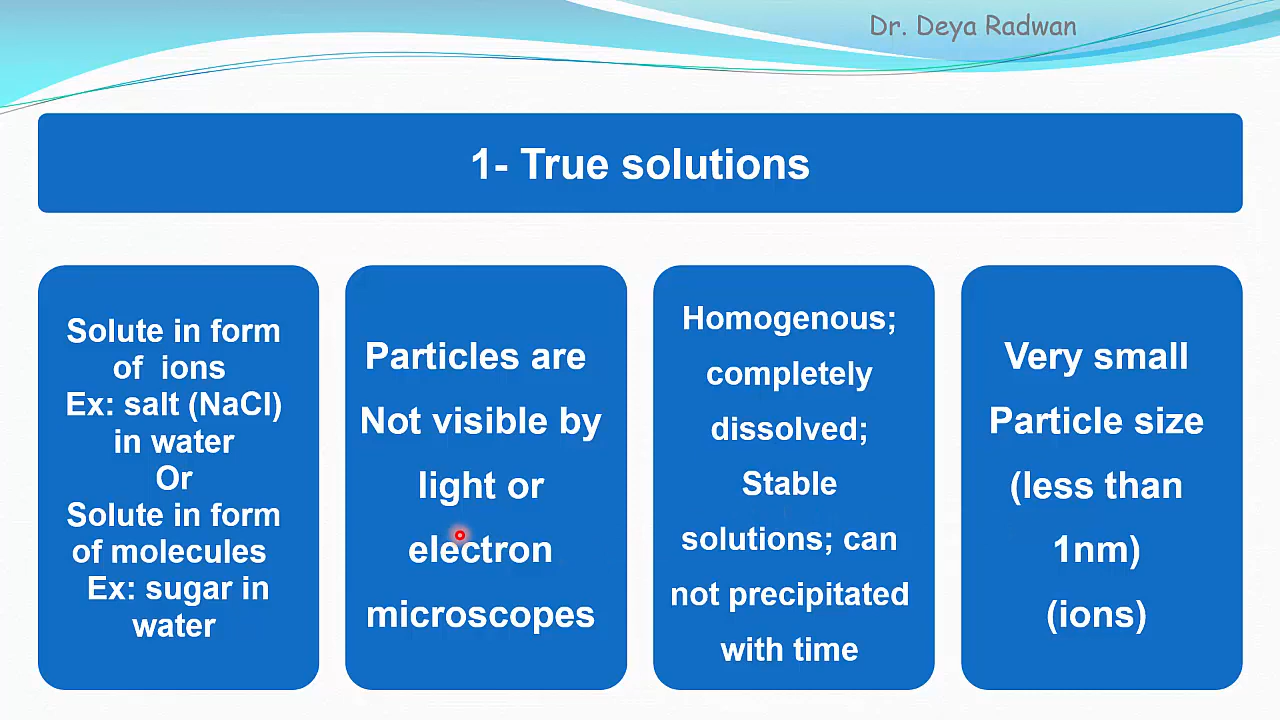 Dr. Deya Radwan
1- True solutions
Solute in form
of ions
Ex: salt (NaCl)
in water
Or
Solute in form
of molecules
Ex: sugar in
water
Particles are
Not visible by
light or
electron
microscopes
Homogenous;
completely
dissolved;
Stable
solutions; can
not precipitated
with time
Very small
Particle size
(less than
1nm)
(ions)